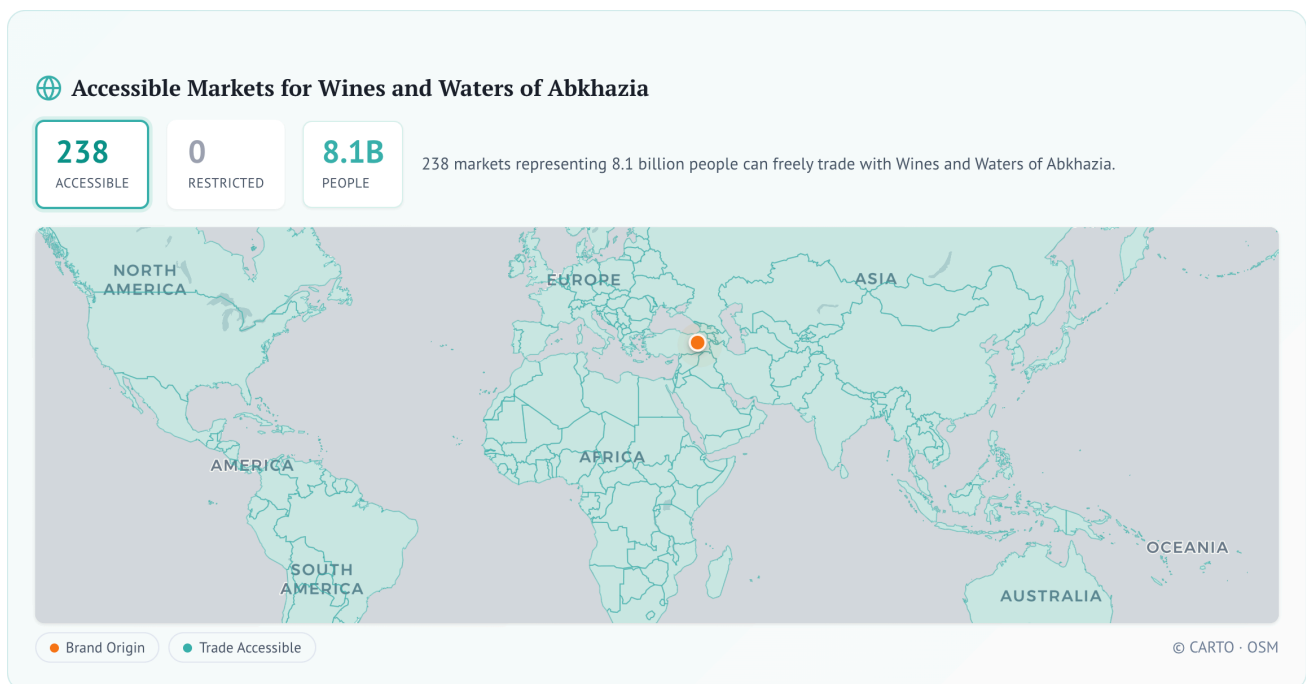 Accessible Markets for Wines and Waters of Abkhazia
238
ACCESSIBLE
0
RESTRICTED
8.1B
PEOPLE
238 markets representing 8.1 billion people can freely trade with Wines and Waters of Abkhazia.
NORTH
AMERICA
EUROPE
ASIA
AFRICA
AMERICA
OCEANIA
SOUTH
AMERICA
AUSTRALIA
Brand Origin
Trade Accessible
© CARTO · OSM